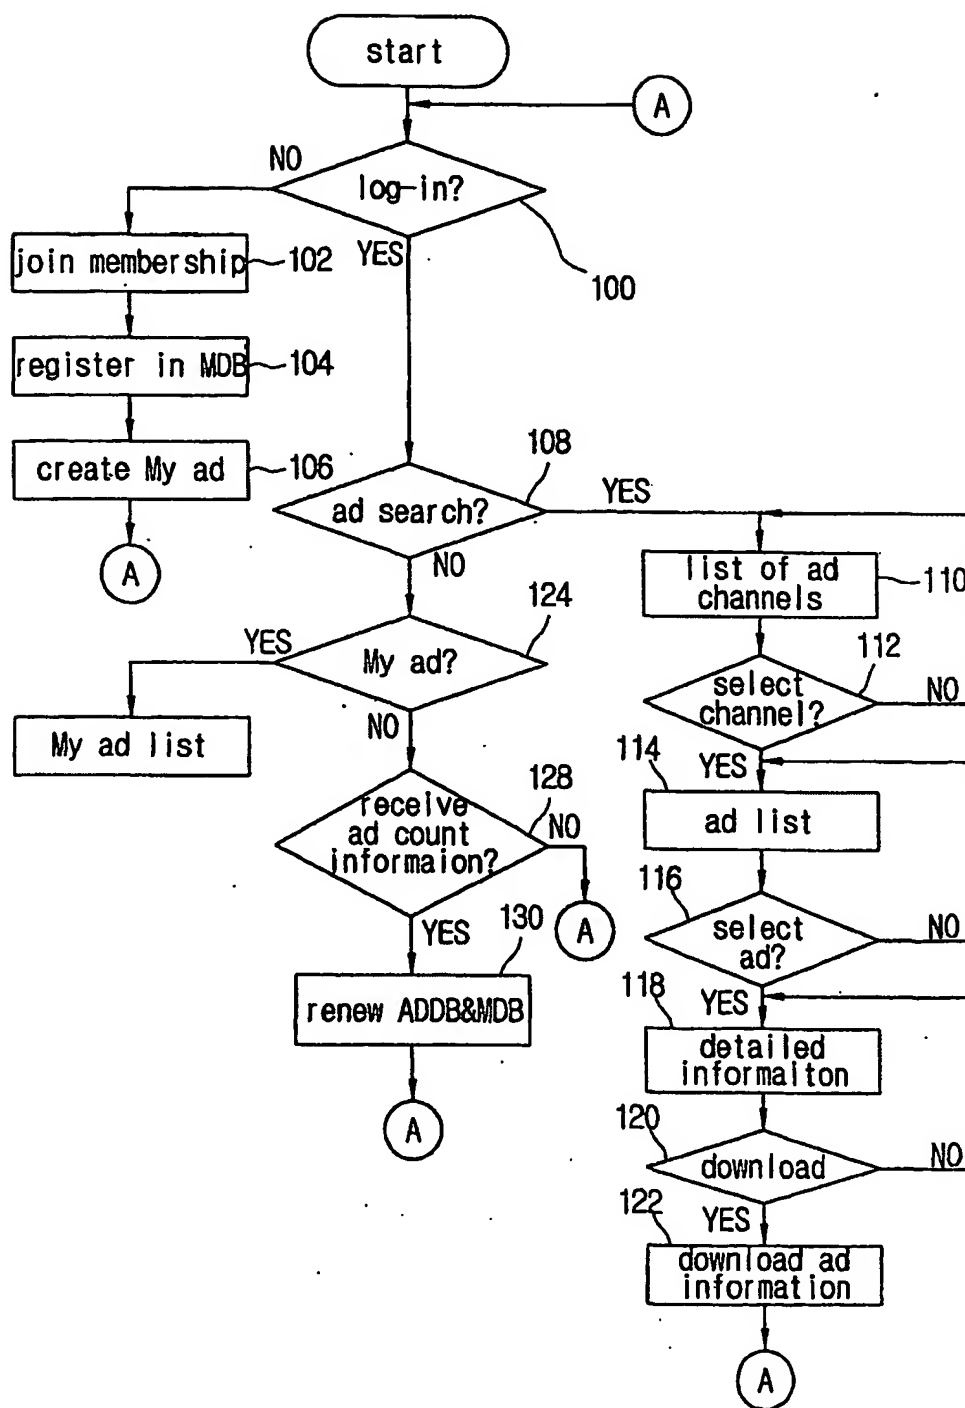 start
A
NO
log-in?
YES
100
join membership
102
register in MDB
104
create My ad
106
A
108
ad search?
YES
NO
list of ad
channels
110
124
My ad?
YES
NO
My ad list
112
select
channel?
NO
YES
114
ad list
128
receive
ad count
informaion?
NO
A
YES
116
select
ad?
NO
YES
130
renew ADDB&MDB
A
118
detailed
informaiton
120
download
NO
YES
122
download ad
information
A